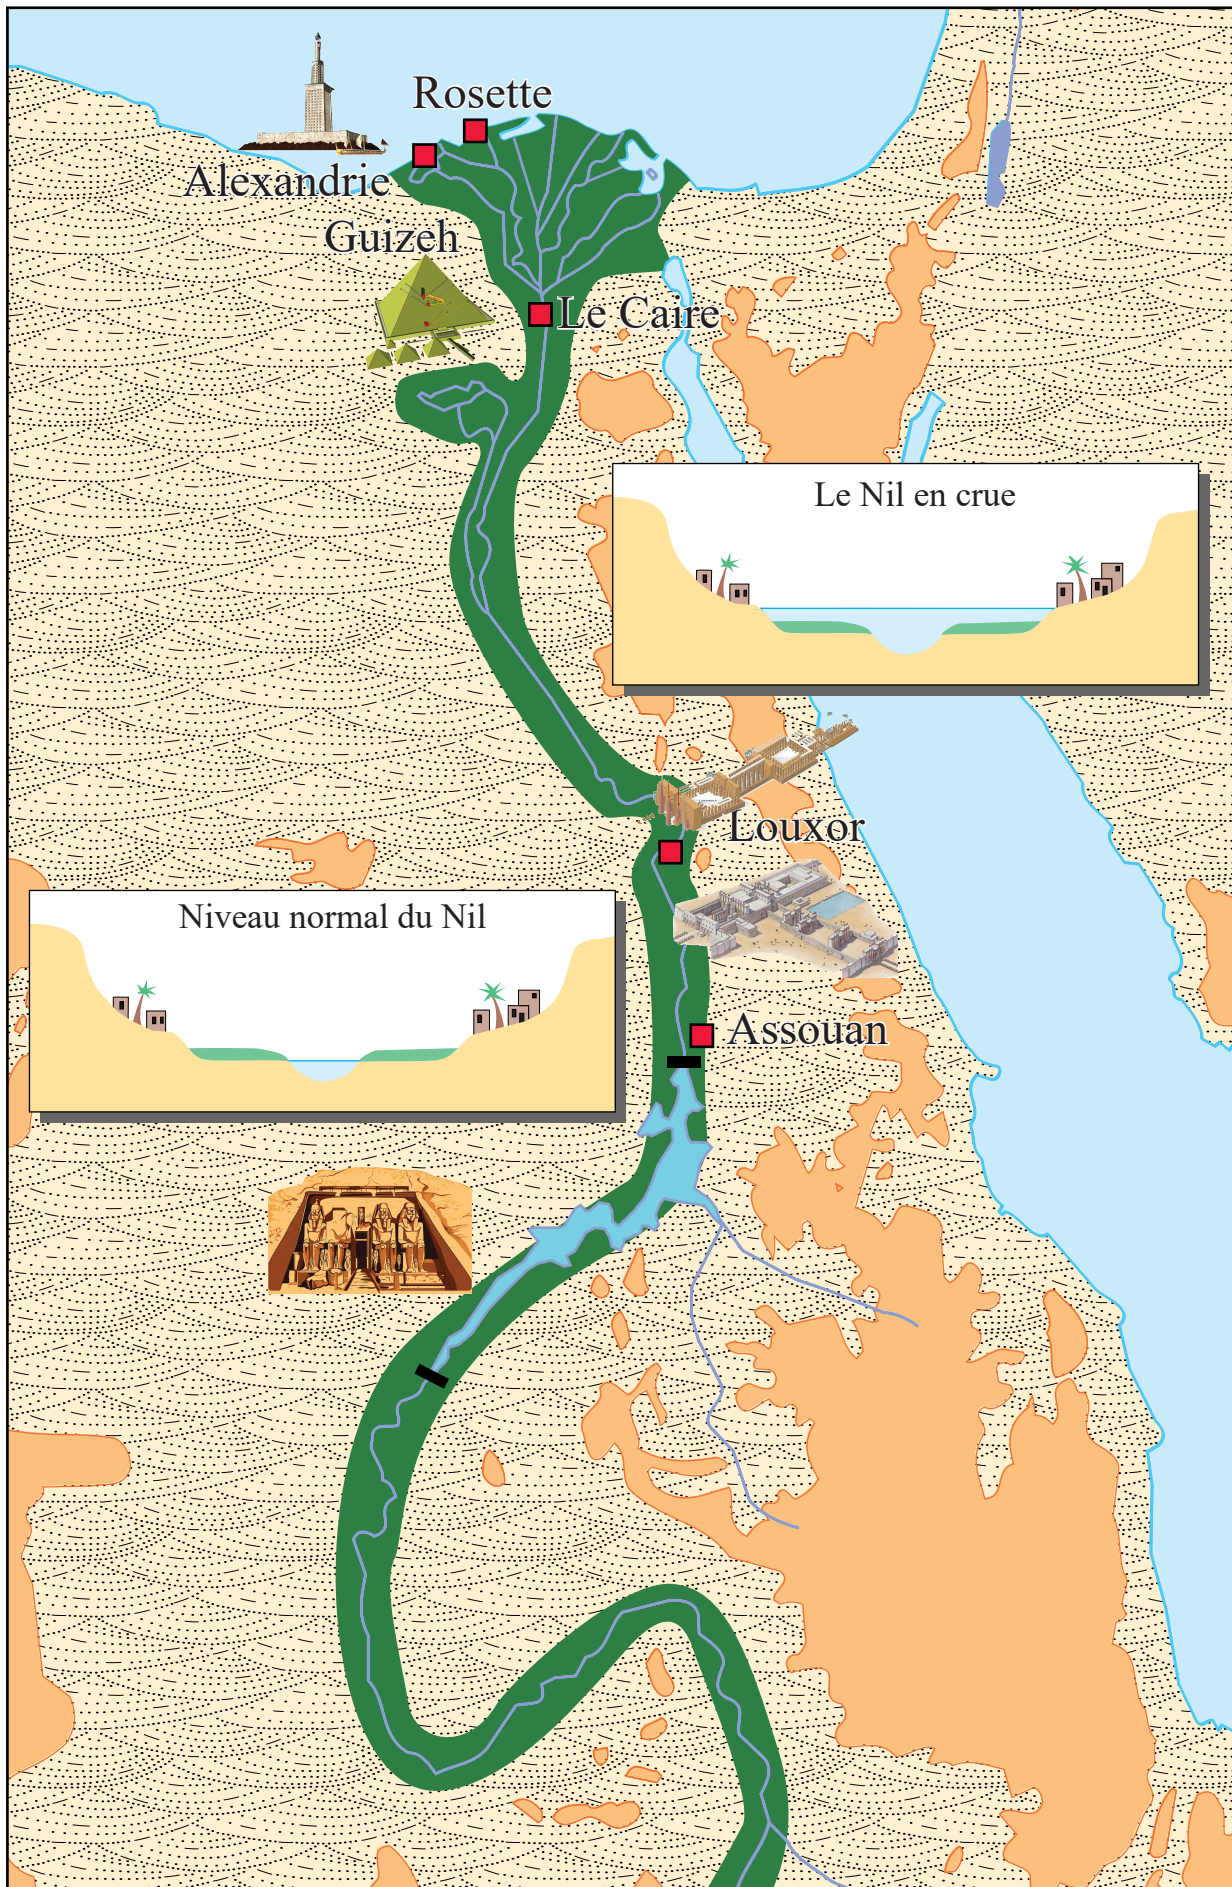 Rosette
Alexandrie
Guizeh
Le Caire
Le Nil en crue
Louxor
Niveau normal du Nil
Assouan